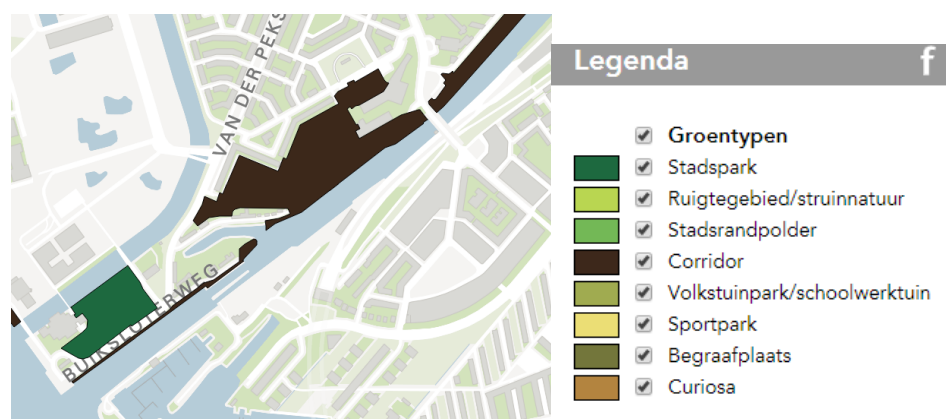 VAN DER PEKS
BUIKSLOTERWEG
Legenda f
Groentypen
Stadspark
Ruigtegebied/struinnatuur
Stadsrandpolder
Corridor
Volkstuinpark/schoolwerktuin
Sportpark
Begraafplaats
Curiosa